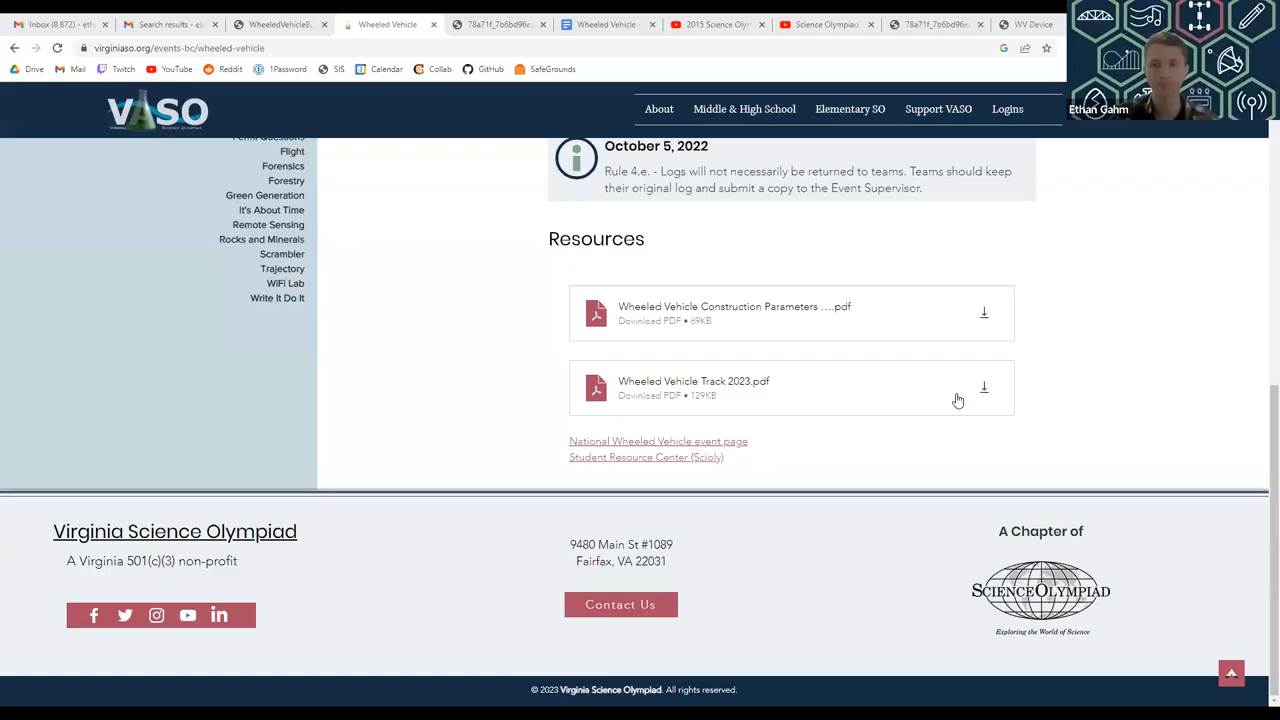 Inbox (8,872) - eth
Search results - el
WheeledVehicleB
Wheeled Vehicle
78a71f_7b6bd96e
Wheeled Vehicle -
2015 Science Olym
Science Olympiad
78a71f_7b6bd96e
WV Device
virginiaso.org/events-bc/wheeled-vehicle
Drive
Mail
Twitch
YouTube
Reddit
1Password
SIS
Calendar
Collab
GitHub
SafeGrounds
Ethan Gahm
VASO
About
Middle & High School
Elementary SO
Support VASO
Logins
Flight
Forensics
Forestry
Green Generation
It's About Time
Remote Sensing
Rocks and Minerals
Scrambler
Trajectory
WiFi Lab
Write It Do It
October 5, 2022
Rule 4.e. - Logs will not necessarily be returned to teams. Teams should keep
their original log and submit a copy to the Event Supervisor.
Resources
Wheeled Vehicle Construction Parameters ....pdf
Download PDF • 69KB
Wheeled Vehicle Track 2023.pdf
Download PDF • 129KB
National Wheeled Vehicle event page
Student Resource Center (Scioly)
Virginia Science Olympiad
A Virginia 501(c)(3) non-profit
9480 Main St #1089
Fairfax, VA 22031
Contact Us
A Chapter of
SCIENCE OLYMPIAD
Exploring the World of Science
© 2023 Virginia Science Olympiad. All rights reserved.